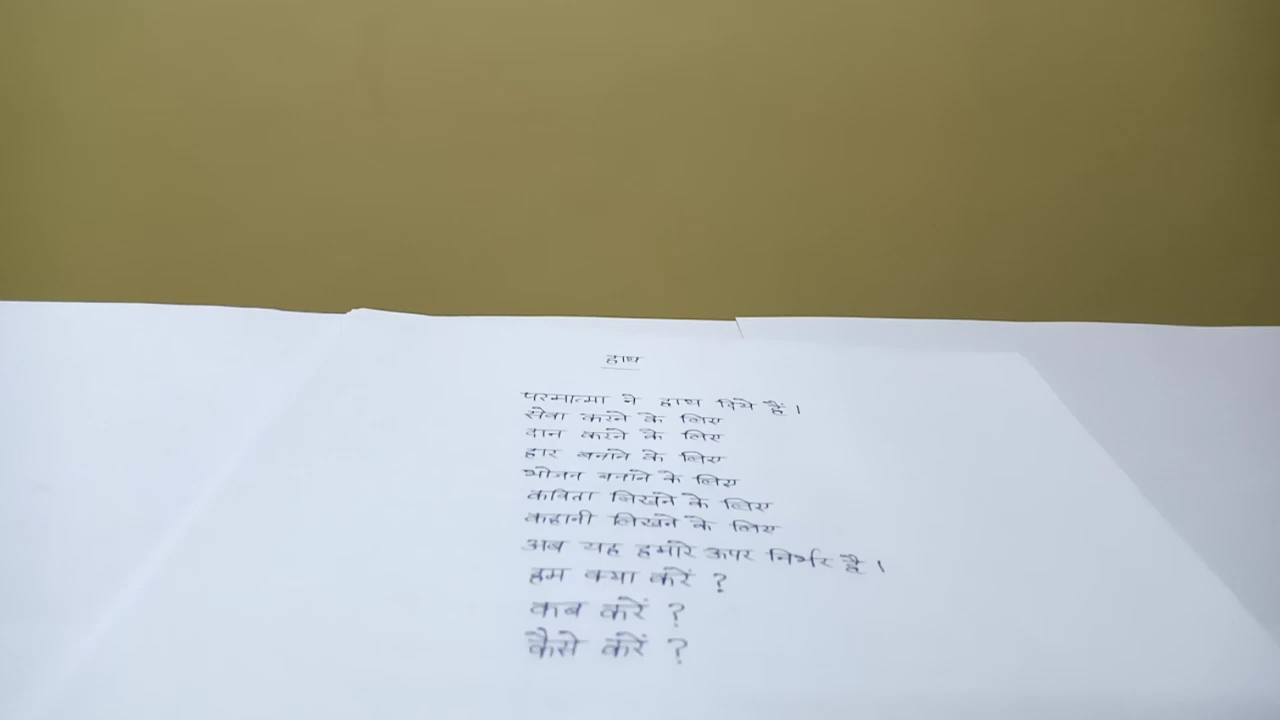 हाथ
परमात्मा ने हाथ दिये हैं।
सेवा करने के लिए
दान करने के लिए
हार बनाने के लिए
भोजन बनाने के लिए
कविता लिखने के लिए
कहानी लिखने के लिए
अब यह हमारे ऊपर निर्भर है।
हम क्या करें ?
कब करें ?
कैसे करें ?